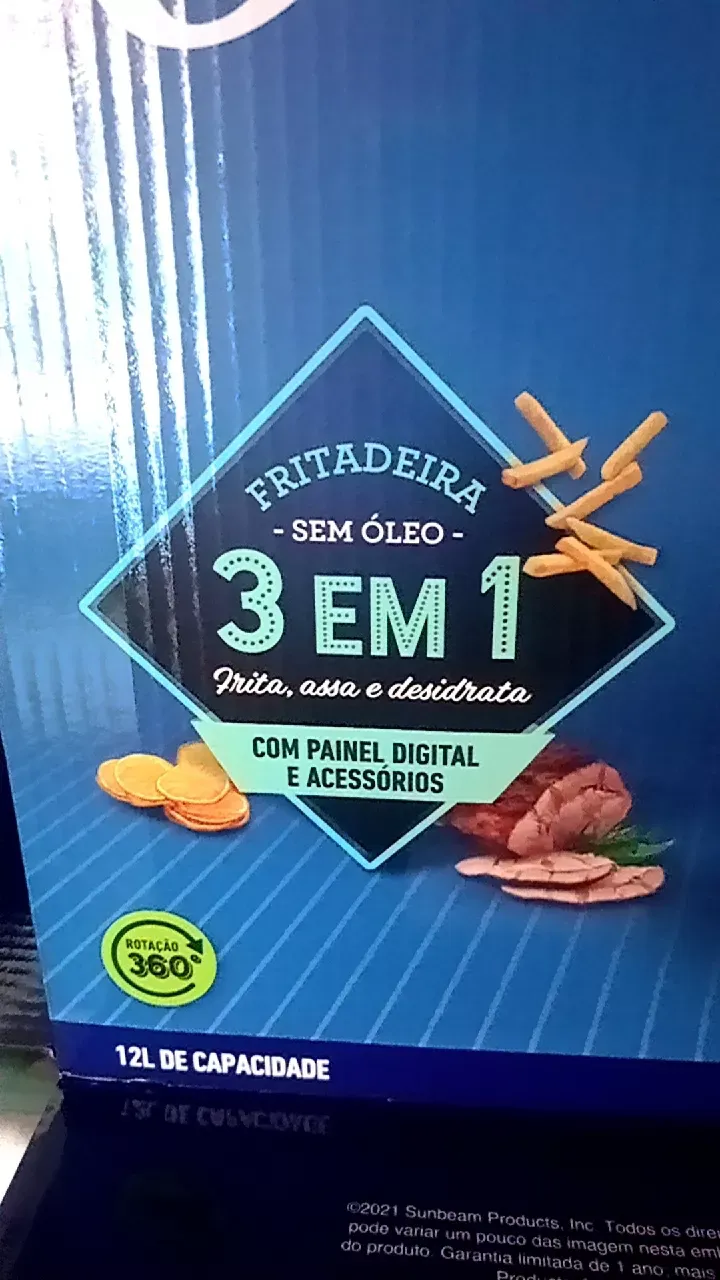 FRITADEIRA
- SEM ÓLEO -
3 EM 1
Frita, assa e desidrata
COM PAINEL DIGITAL
E ACESSÓRIOS
ROTAÇÃO
360°
12L DE CAPACIDADE
©2021 Sunbeam Products, Inc. Todos os
pode variar um pouco das imagem nesta
do produto. Garantia limitada de 1 ano, mais